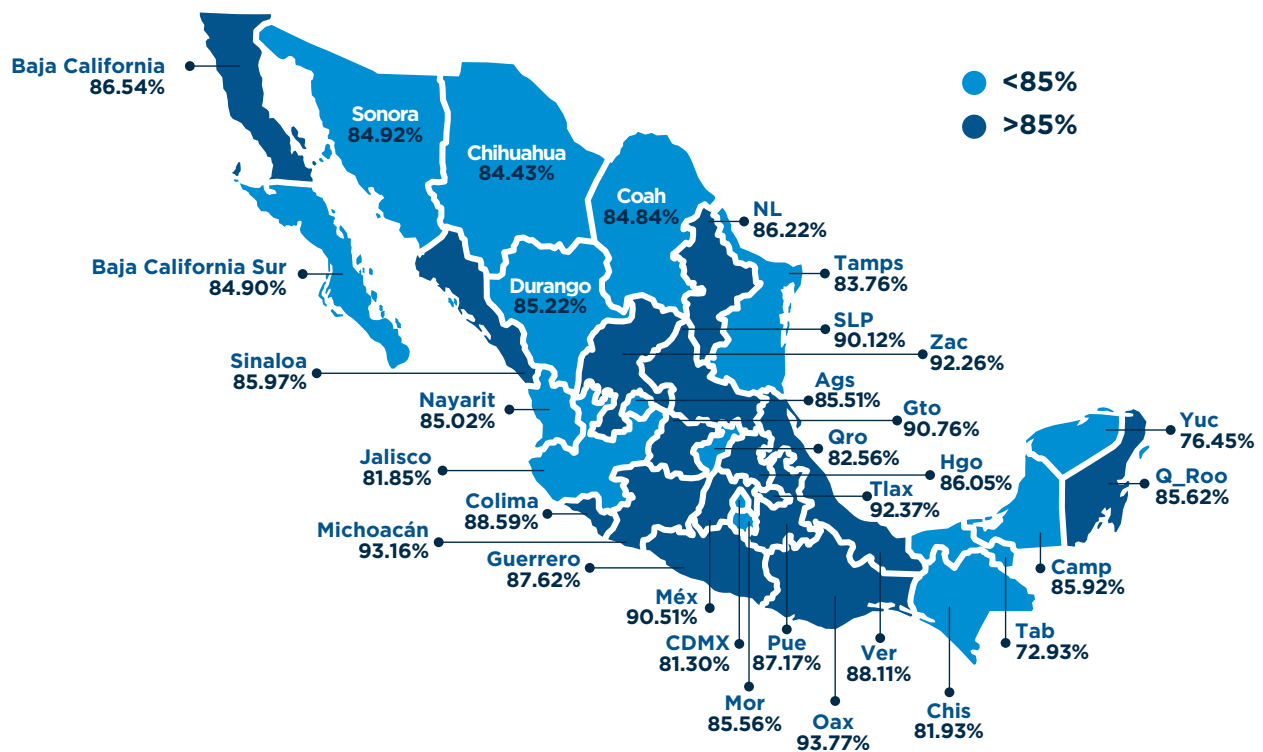 Baja California
86.54%
<85%
>85%
Sonora
84.92%
Chihuahua
84.43%
Coah
84.84%
NL
86.22%
Baja California Sur
84.90%
Tamps
83.76%
Durango
85.22%
SLP
90.12%
Zac
92.26%
Sinaloa
85.97%
Ags
85.51%
Nayarit
85.02%
Gto
90.76%
Yuc
76.45%
Qro
82.56%
Jalisco
81.85%
Hgo
86.05%
Q_Roo
85.62%
Tlax
92.37%
Colima
88.59%
Michoacán
93.16%
Guerrero
87.62%
Camp
85.92%
Méx
90.51%
Tab
72.93%
CDMX
81.30%
Pue
87.17%
Ver
88.11%
Mor
85.56%
Oax
93.77%
Chis
81.93%